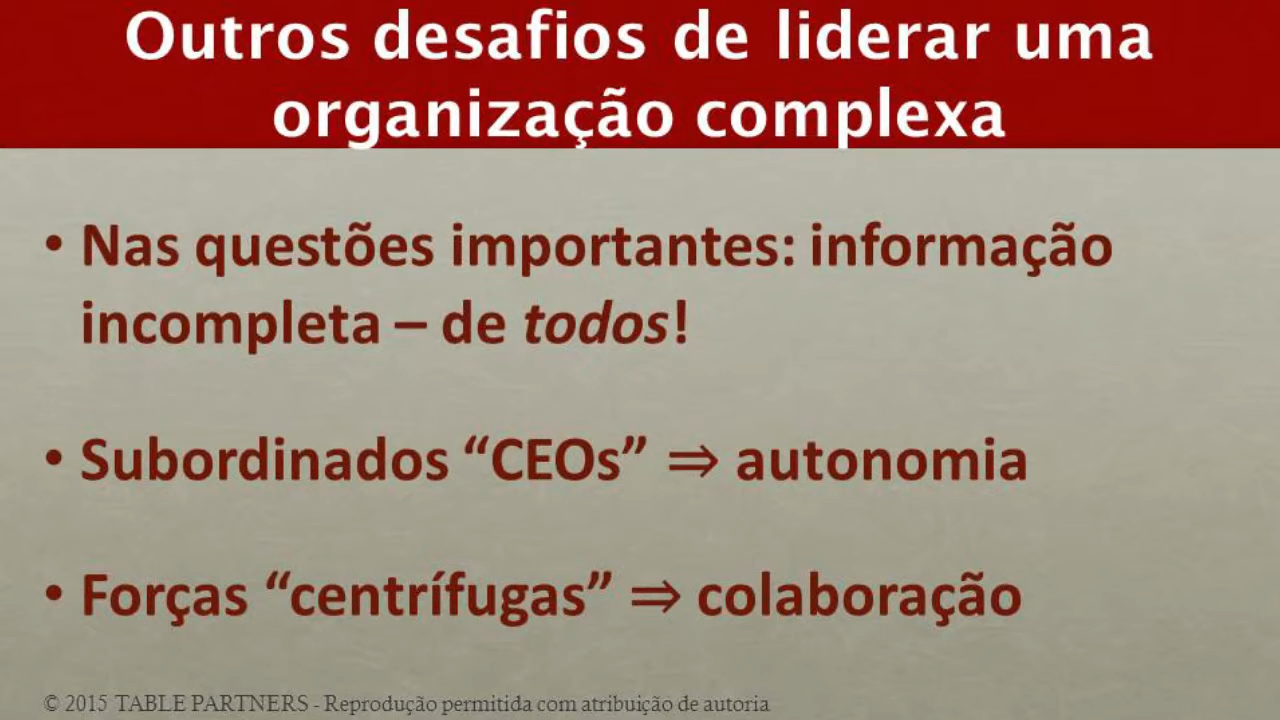 Outros desafios de liderar uma
organização complexa
• Nas questões importantes: informação
incompleta – de todos!
• Subordinados “CEOs” ⇒ autonomia
• Forças “centrífugas” ⇒ colaboração
© 2015 TABLE PARTNERS - Reprodução permitida com atribuição de autoria